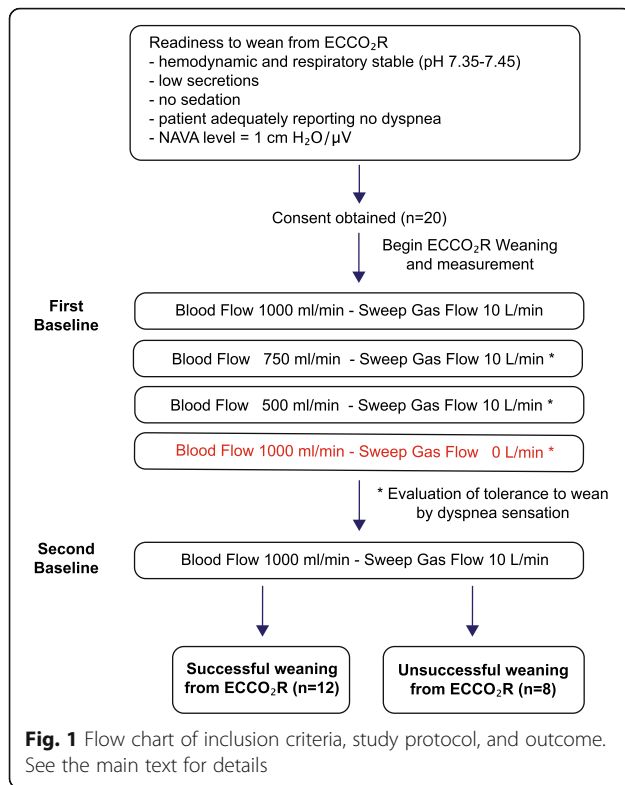 Readiness to wean from ECCO₂R
- hemodynamic and respiratory stable (pH 7.35-7.45)
- low secretions
- no sedation
- patient adequately reporting no dyspnea
- NAVA level = 1 cm H₂O/µV
Consent obtained (n=20)
Begin ECCO₂R Weaning
and measurement
First
Baseline
Blood Flow 1000 ml/min - Sweep Gas Flow 10 L/min
Blood Flow 750 ml/min - Sweep Gas Flow 10 L/min *
Blood Flow 500 ml/min - Sweep Gas Flow 10 L/min *
Blood Flow 1000 ml/min - Sweep Gas Flow 0 L/min *
* Evaluation of tolerance to wean
by dyspnea sensation
Second
Baseline
Blood Flow 1000 ml/min - Sweep Gas Flow 10 L/min
Successful weaning
from ECCO₂R (n=12)
Unsuccessful weaning
from ECCO₂R (n=8)
Fig. 1 Flow chart of inclusion criteria, study protocol, and outcome.
See the main text for details